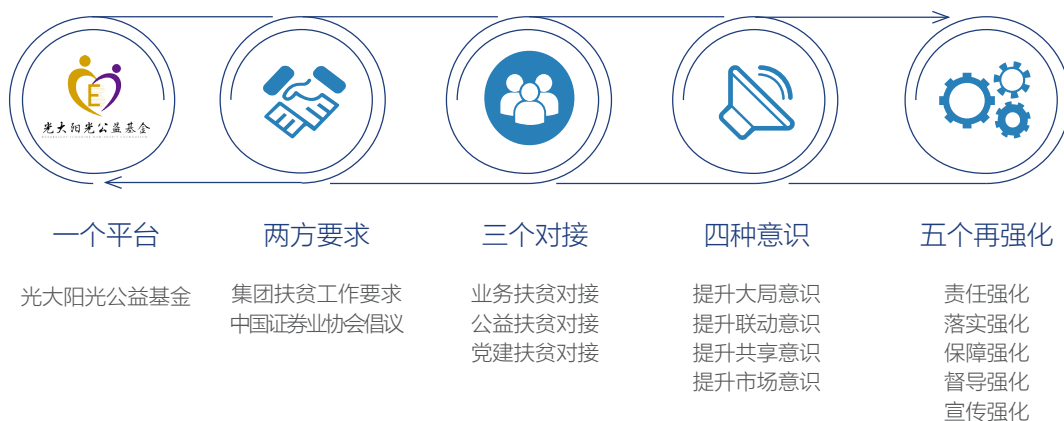 光大阳光公益基金
一个平台
两方要求
三个对接
四种意识
五个再强化
光大阳光公益基金
集团扶贫工作要求
中国证券业协会倡议
业务扶贫对接
公益扶贫对接
党建扶贫对接
提升大局意识
提升联动意识
提升共享意识
提升市场意识
责任强化
落实强化
保障强化
督导强化
宣传强化